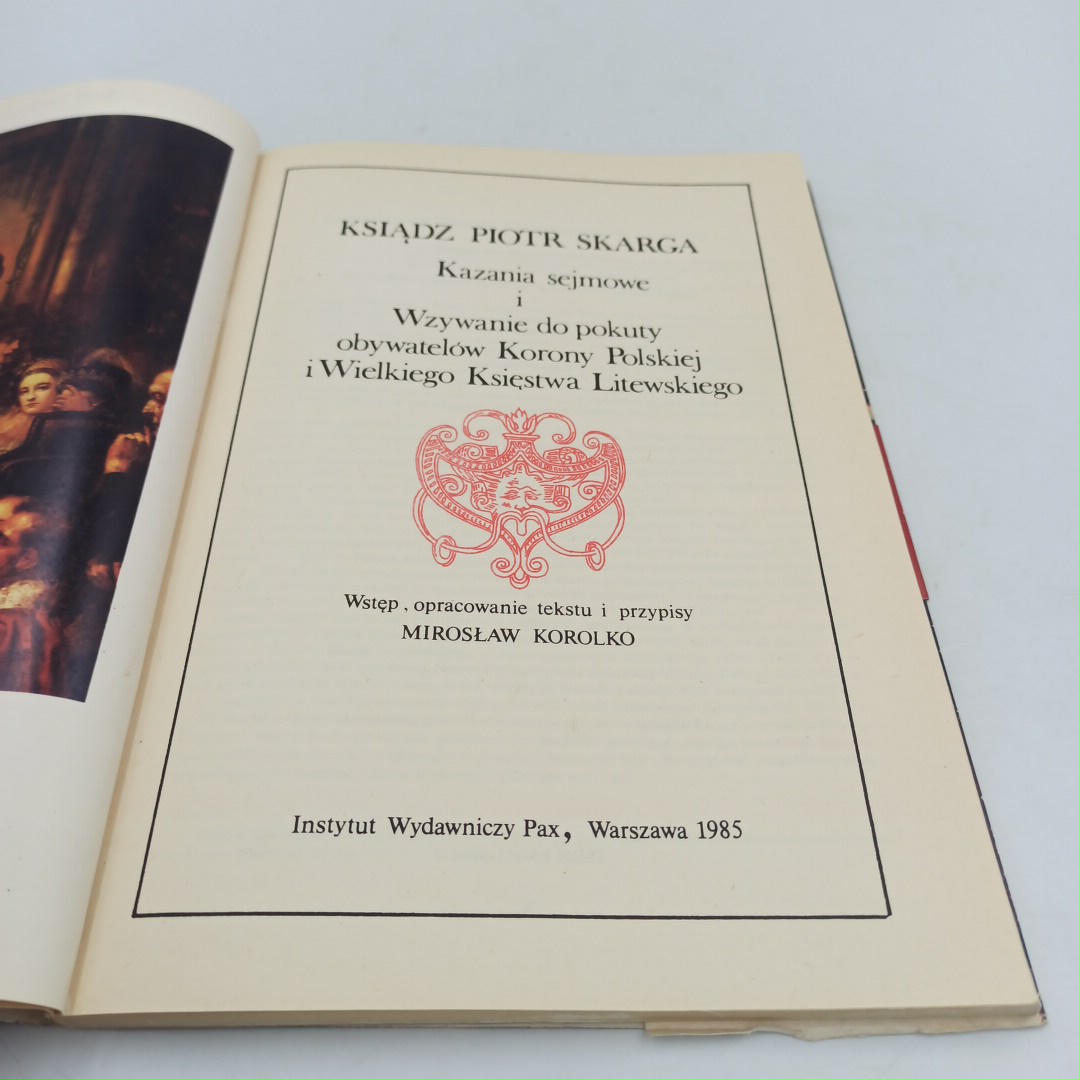 KSIĄDZ PIOTR SKARGA
Kazania sejmowe
i
Wzywanie do pokuty
obywatelów Korony Polskiej
i Wielkiego Księstwa Litewskiego
Wstęp, opracowanie tekstu i przypisy
MIROSŁAW KOROLKO
Instytut Wydawniczy Pax, Warszawa 1985